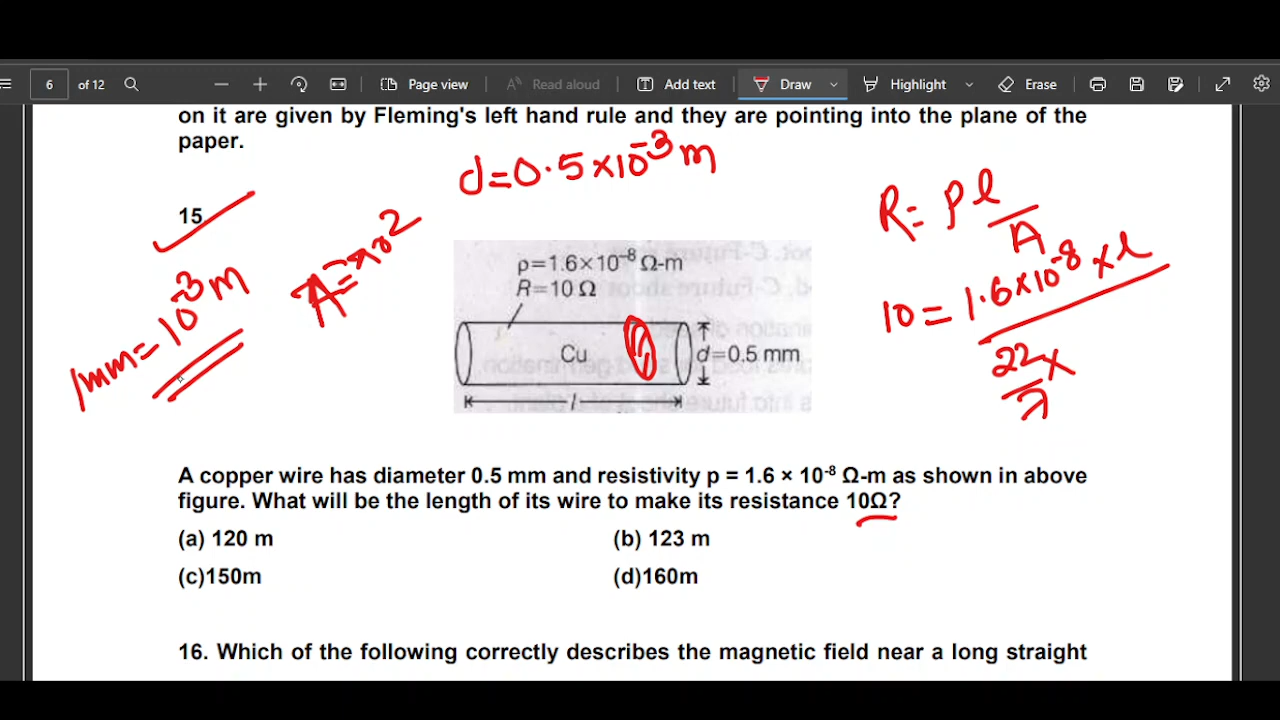 6 of 12 Page view Read aloud Add text Draw Highlight Erase
on it are given by Fleming's left hand rule and they are pointing into the plane of the
paper.
d=0.5×10⁻³m
15.
A=πr²
1mm=10⁻³m
R=ρl/A
10=1.6×10⁻⁸×l
22/7×
ρ=1.6×10⁻⁸ Ω-m
R=10 Ω
Cu
d=0.5 mm
l
A copper wire has diameter 0.5 mm and resistivity p = 1.6 × 10⁻⁸ Ω-m as shown in above
figure. What will be the length of its wire to make its resistance 10Ω?
(a) 120 m (b) 123 m
(c)150m (d)160m
16. Which of the following correctly describes the magnetic field near a long straight